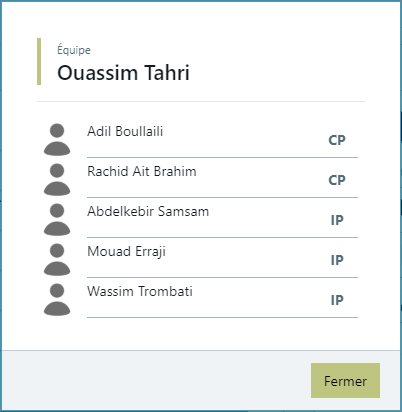 Équipe
Ouassim Tahri
Adil Boullaili
CP
Rachid Ait Brahim
CP
Abdelkebir Samsam
IP
Mouad Erraji
IP
Wassim Trombati
IP
Fermer